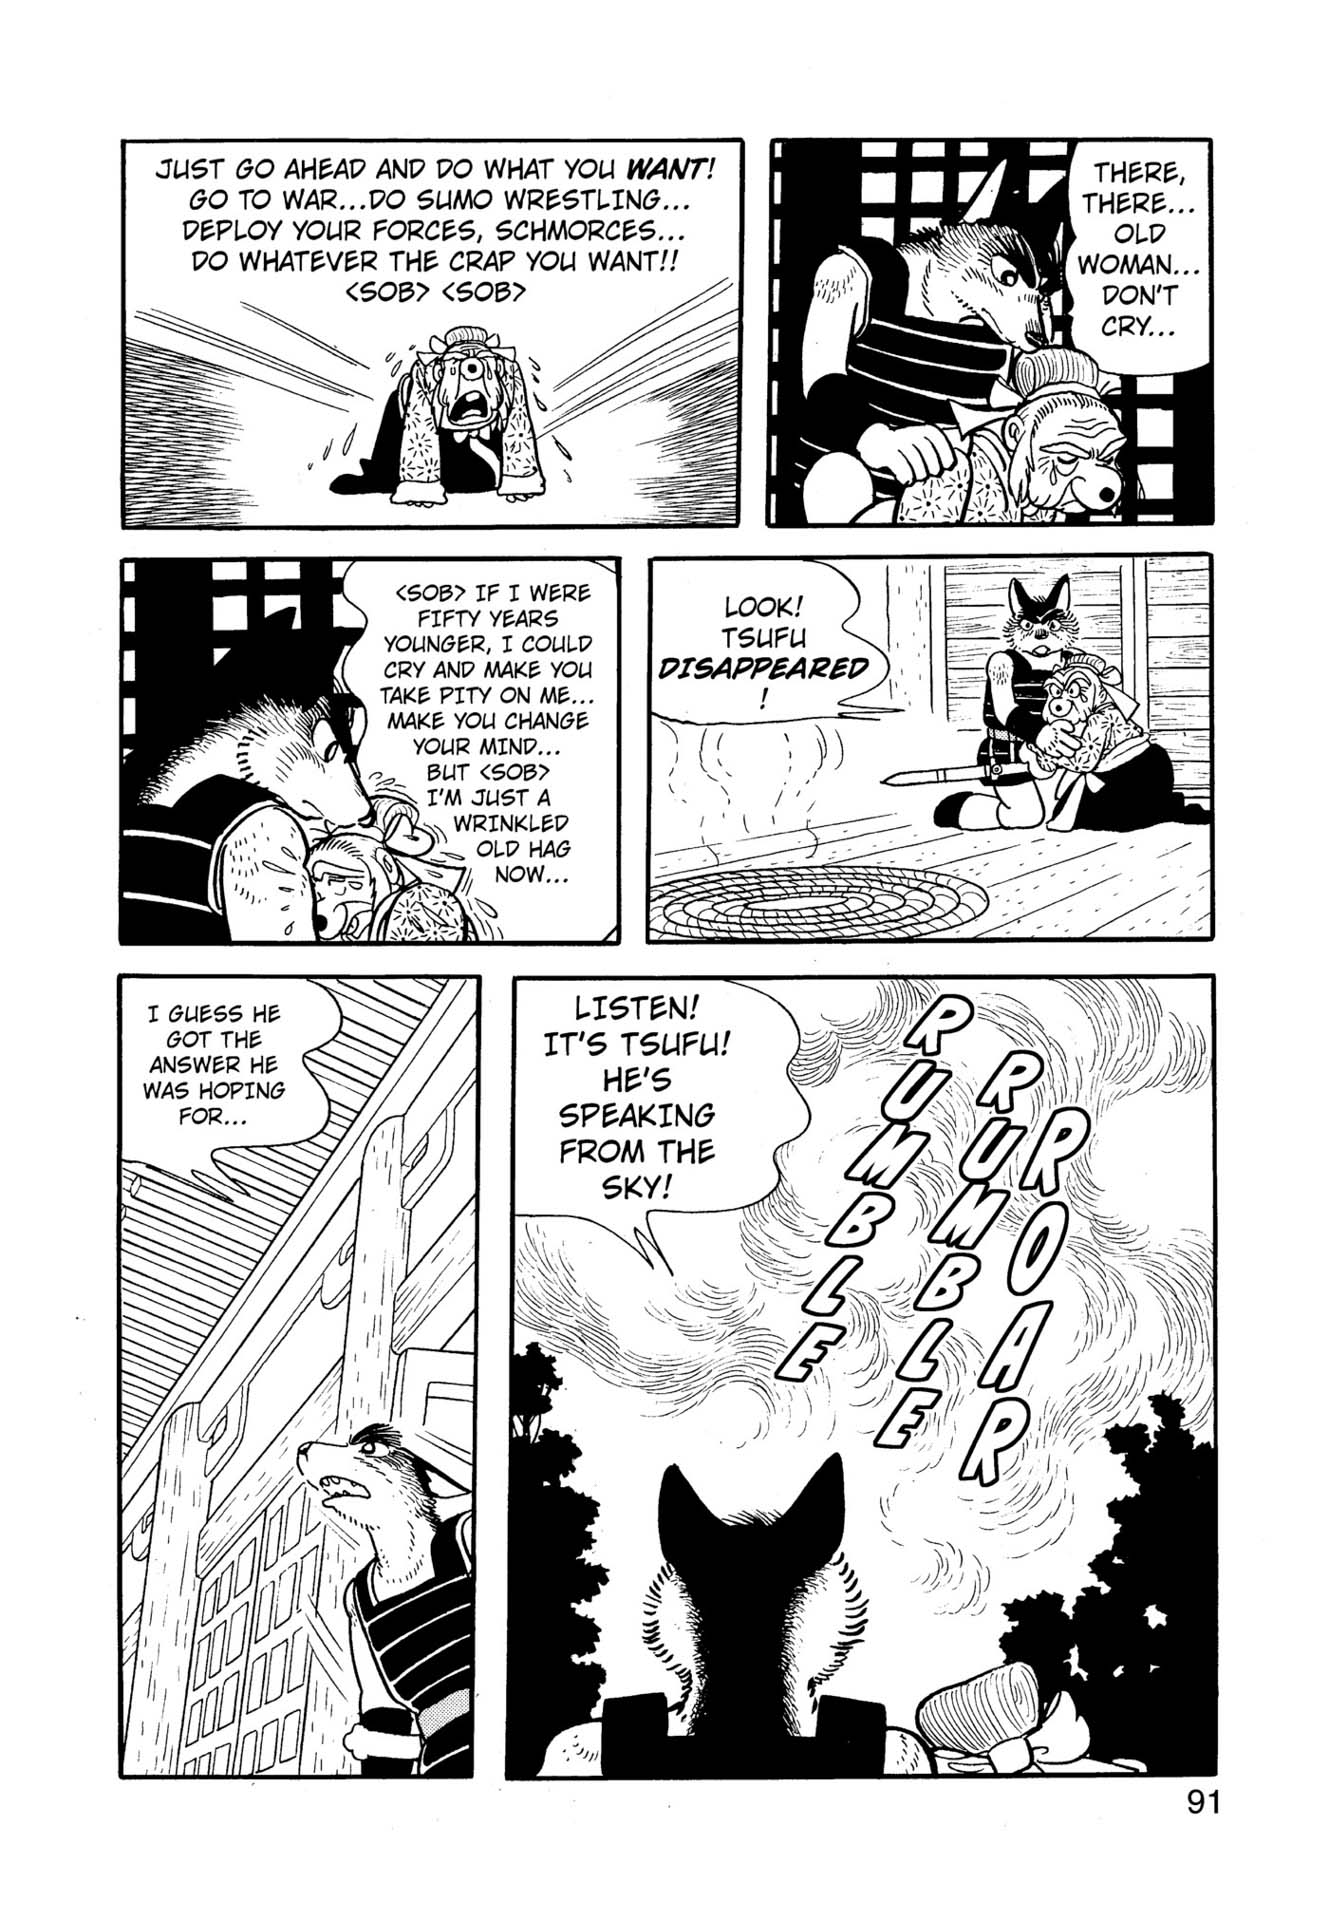 JUST GO AHEAD AND DO WHAT YOU WANT!
GO TO WAR...DO SUMO WRESTLING...
DEPLOY YOUR FORCES, SCHMORCES...
DO WHATEVER THE CRAP YOU WANT!!
<SOB> <SOB>
THERE,
THERE...
OLD
WOMAN...
DON'T
CRY...
<SOB> IF I WERE
FIFTY YEARS
YOUNGER, I COULD
CRY AND MAKE YOU
TAKE PITY ON ME...
MAKE YOU CHANGE
YOUR MIND...
BUT <SOB>
I'M JUST A
WRINKLED
OLD HAG
NOW...
LOOK!
TSUFU
DISAPPEARED
!
I GUESS HE
GOT THE
ANSWER HE
WAS HOPING
FOR...
LISTEN!
IT'S TSUFU!
HE'S
SPEAKING
FROM THE
SKY!
RUMBLE
RUMBLE
ROAR
91